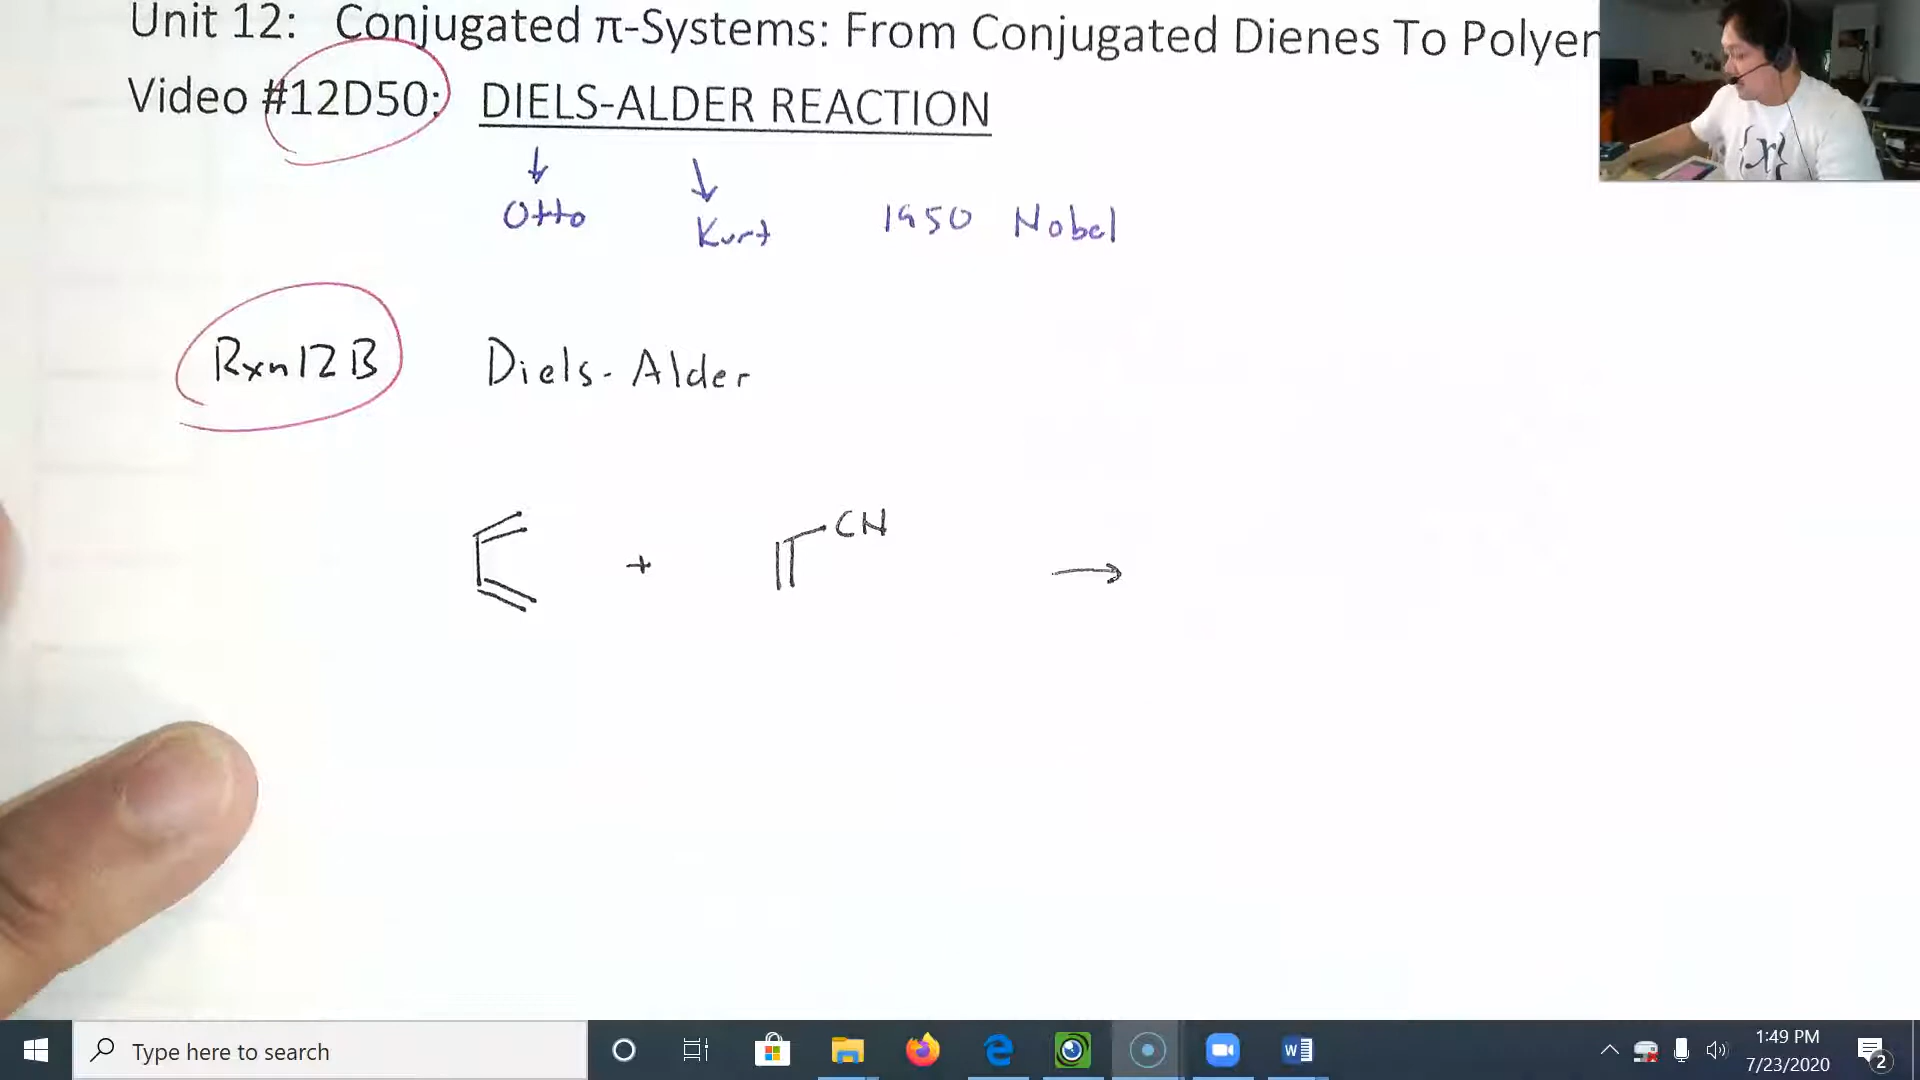 Unit 12: Conjugated π-Systems: From Conjugated Dienes To Polyen
Video #12D50: DIELS-ALDER REACTION
Otto Kurt 1950 Nobel
Rxn12B Diels-Alder
+ CN →
{x}
Type here to search
1:49 PM
7/23/2020
2